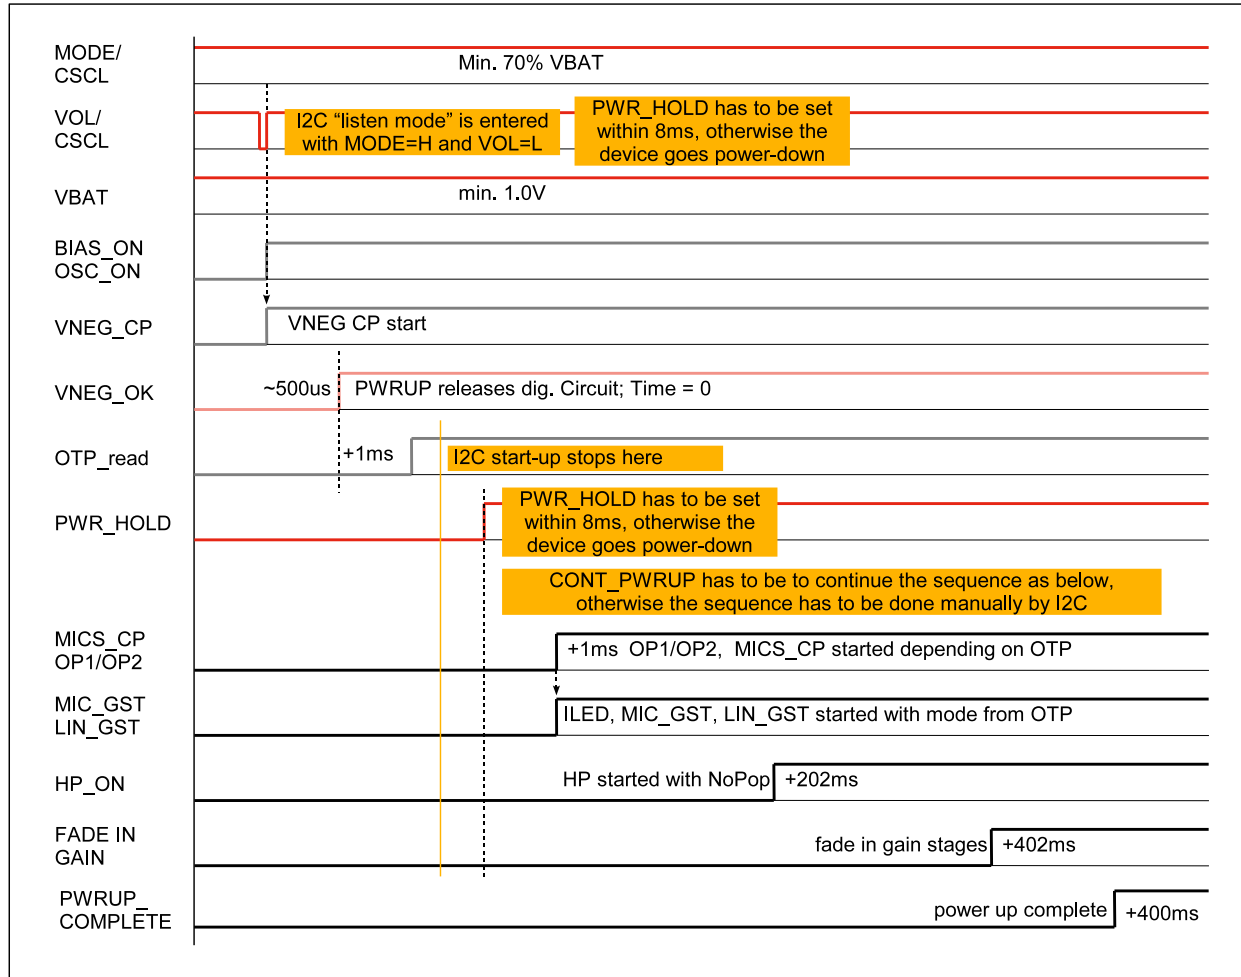 MODE/
CSCL
Min. 70% VBAT
VOL/
CSCL
I2C “listen mode” is entered
with MODE=H and VOL=L
PWR_HOLD has to be set
within 8ms, otherwise the
device goes power-down
VBAT
min. 1.0V
BIAS_ON
OSC_ON
VNEG_CP
VNEG CP start
VNEG_OK
~500us
PWRUP releases dig. Circuit; Time = 0
OTP_read
+1ms
I2C start-up stops here
PWR_HOLD
PWR_HOLD has to be set
within 8ms, otherwise the
device goes power-down
CONT_PWRUP has to be to continue the sequence as below,
otherwise the sequence has to be done manually by I2C
MICS_CP
OP1/OP2
+1ms OP1/OP2, MICS_CP started depending on OTP
MIC_GST
LIN_GST
ILED, MIC_GST, LIN_GST started with mode from OTP
HP_ON
HP started with NoPop
+202ms
FADE IN
GAIN
fade in gain stages
+402ms
PWRUP_
COMPLETE
power up complete
+400ms